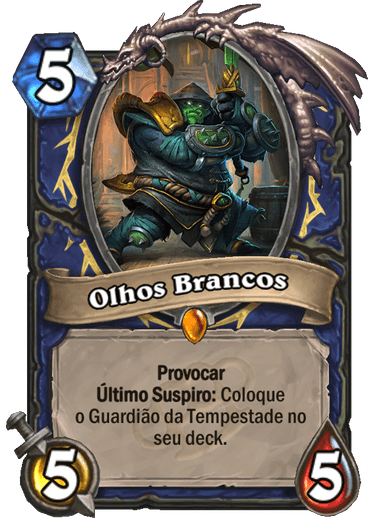 5
Olhos Brancos
Provocar
Último Suspiro: Coloque
o Guardião da Tempestade no
seu deck.
5 5